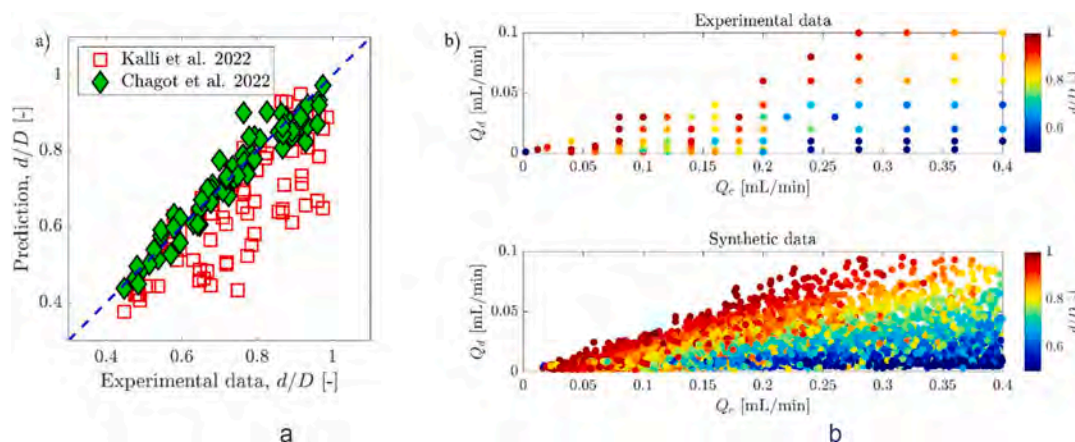 a)
Kalli et al. 2022
Chagot et al. 2022
Prediction, d/D [-]
1
0.8
0.6
0.4
0.4 0.6 0.8 1
Experimental data, d/D [-]
a
b)
Experimental data
Q_d [mL/min]
0.1
0.05
0
0 0.05 0.1 0.15 0.2 0.25 0.3 0.35 0.4
Q_c [mL/min]
1
0.8
0.6
Synthetic data
Q_d [mL/min]
0.1
0.05
0
0 0.05 0.1 0.15 0.2 0.25 0.3 0.35 0.4
Q_c [mL/min]
1
0.8
0.6
b